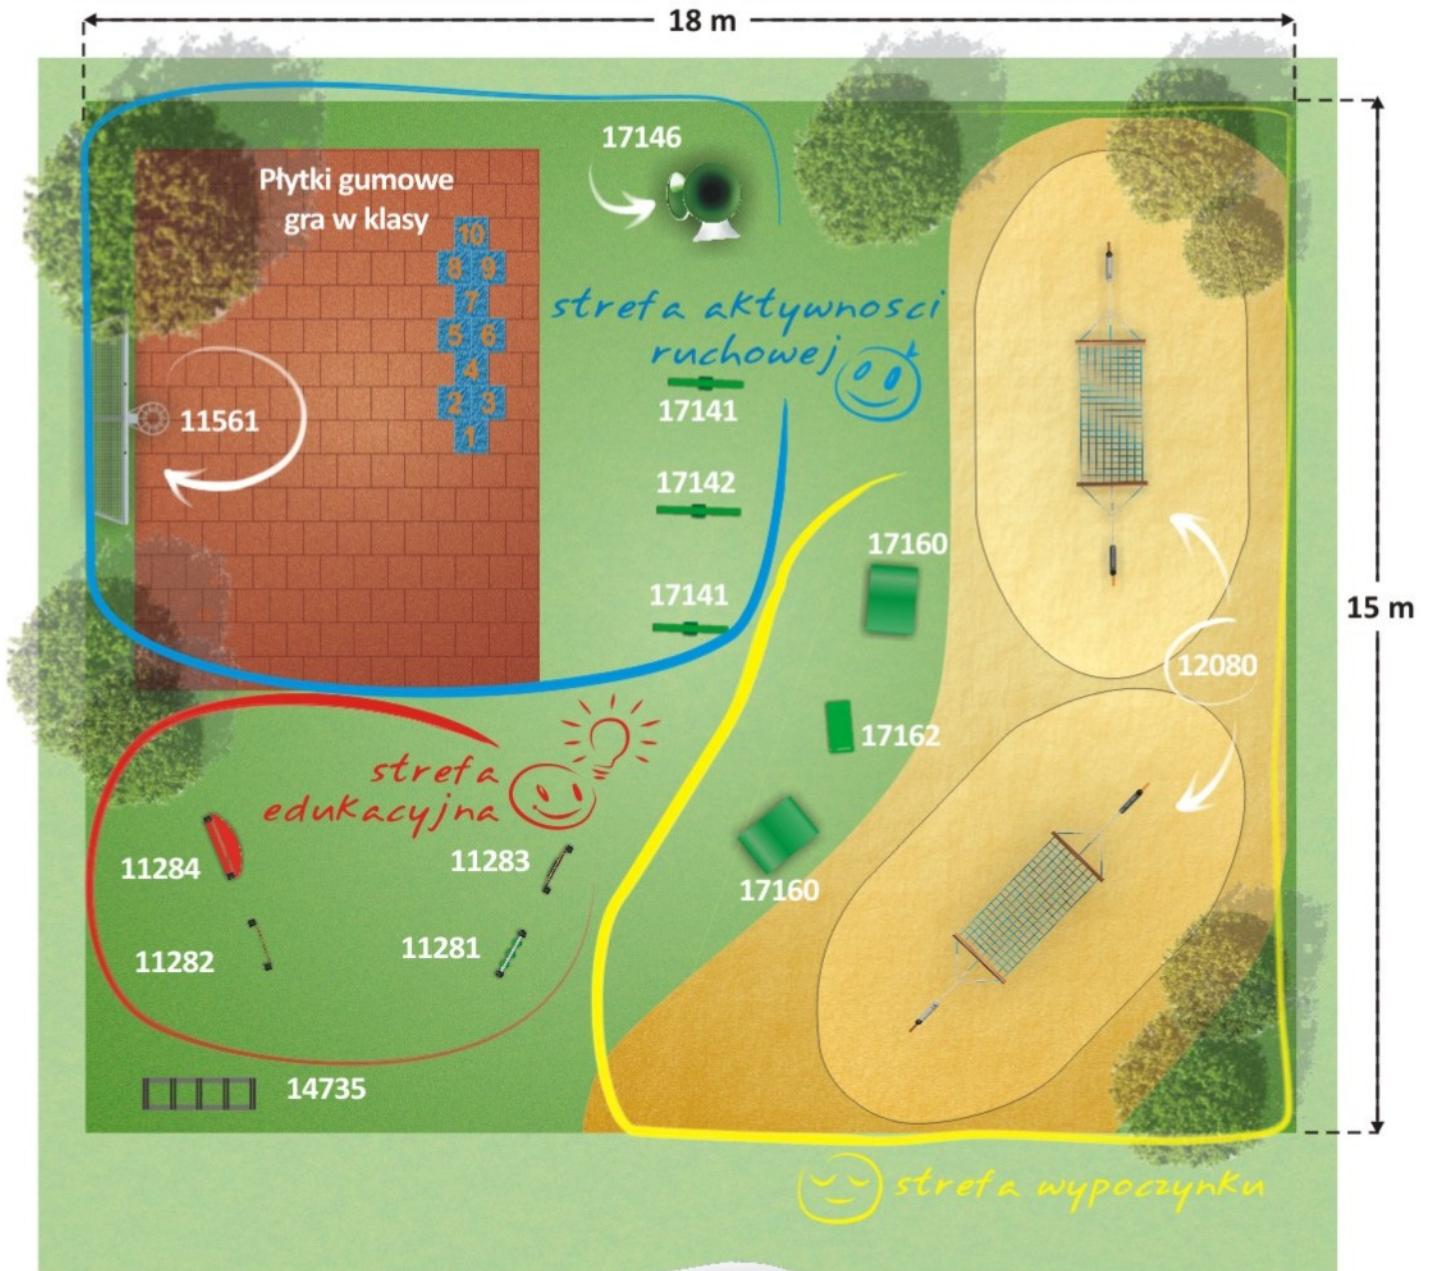 18 m
17146
Płytki gumowe
gra w klasy
10
8 9
7
5 6
4
2 3
1
strefa aktywnosci
ruchowej
11561
17141
17142
17141
17160
15 m
12080
17162
strefa
edukacyjna
17160
11284
11283
11282
11281
14735
strefa wypoczynku